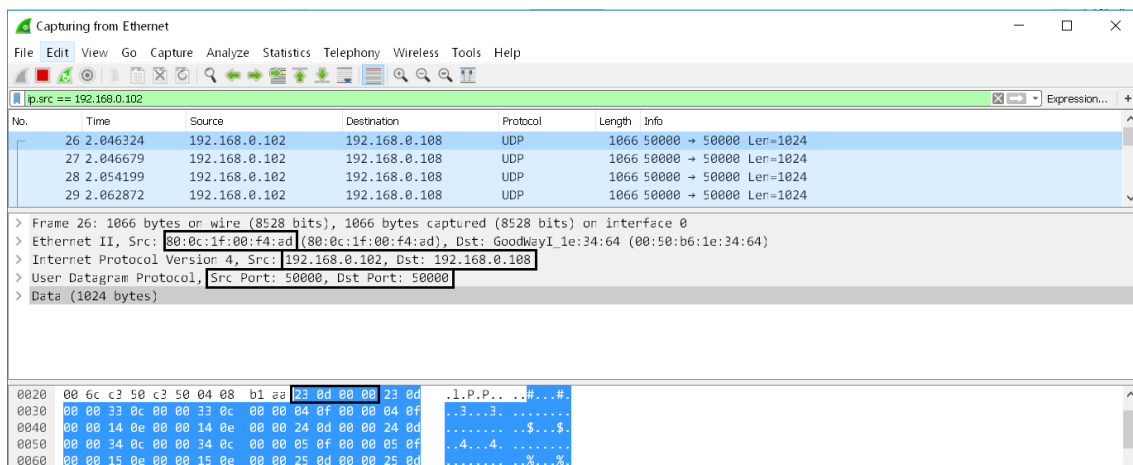 Capturing from Ethernet
File Edit View Go Capture Analyze Statistics Telephony Wireless Tools Help
ip.src == 192.168.0.102 Expression... +
No. Time Source Destination Protocol Length Info
26 2.046324 192.168.0.102 192.168.0.108 UDP 1066 50000 → 50000 Len=1024
27 2.046679 192.168.0.102 192.168.0.108 UDP 1066 50000 → 50000 Len=1024
28 2.054199 192.168.0.102 192.168.0.108 UDP 1066 50000 → 50000 Len=1024
29 2.062872 192.168.0.102 192.168.0.108 UDP 1066 50000 → 50000 Len=1024
> Frame 26: 1066 bytes on wire (8528 bits), 1066 bytes captured (8528 bits) on interface 0
> Ethernet II, Src: 80:0c:1f:00:f4:ad (80:0c:1f:00:f4:ad), Dst: GoodWayI_1e:34:64 (00:50:b6:1e:34:64)
> Internet Protocol Version 4, Src: 192.168.0.102, Dst: 192.168.0.108
> User Datagram Protocol, Src Port: 50000, Dst Port: 50000
> Data (1024 bytes)
0020 00 6c c3 50 c3 50 04 08 b1 aa 23 0d 00 00 23 0d .l.P.P.. ..#...#.
0030 00 00 33 0c 00 00 33 0c 00 00 04 0f 00 00 04 0f ..3...3. ........
0040 00 00 14 0e 00 00 14 0e 00 00 24 0d 00 00 24 0d ........ ..$...$.
0050 00 00 34 0c 00 00 34 0c 00 00 05 0f 00 00 05 0f ..4...4. ........
0060 00 00 15 0e 00 00 15 0e 00 00 25 0d 00 00 25 0d ........ ..%...%.